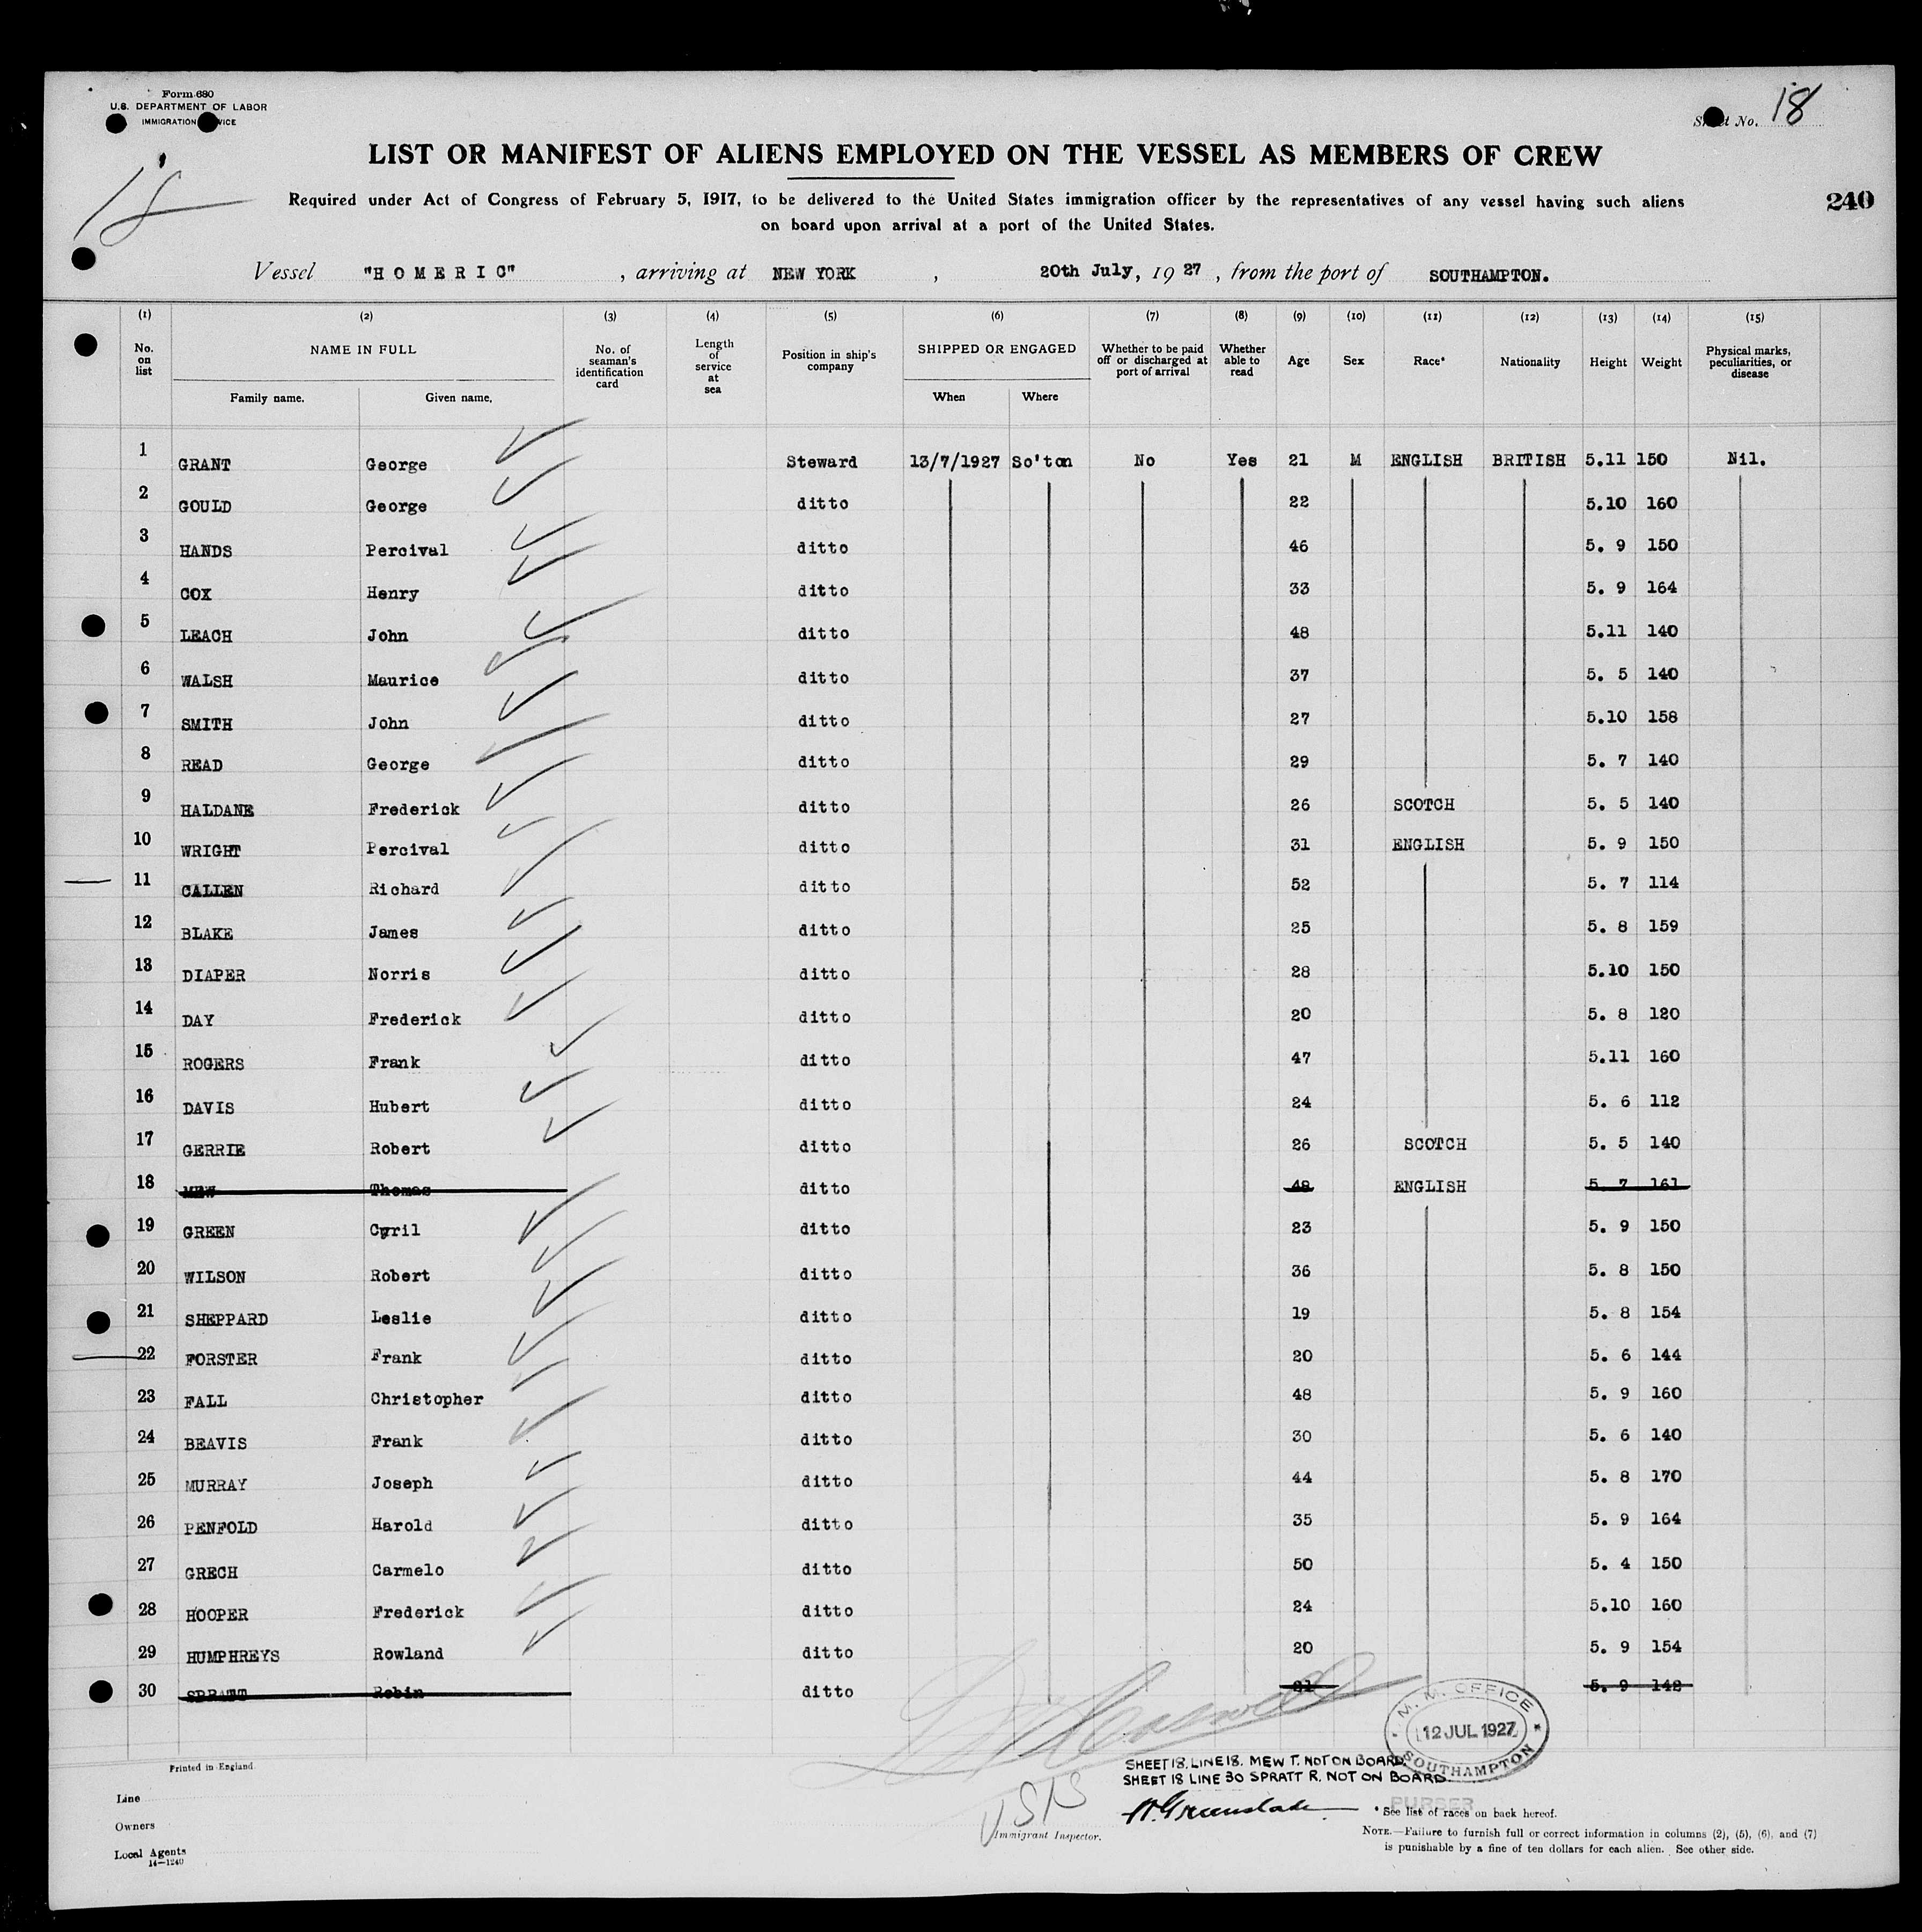 Form 680
U.S. DEPARTMENT OF LABOR
IMMIGRATION
Sheet No. 18
18
LIST OR MANIFEST OF ALIENS EMPLOYED ON THE VESSEL AS MEMBERS OF CREW
Required under Act of Congress of February 5, 1917, to be delivered to the United States immigration officer by the representatives of any vessel having such aliens
on board upon arrival at a port of the United States.
240
Vessel "HOMERIC" , arriving at NEW YORK , 20th July, 1927 , from the port of SOUTHAMPTON.
(1) (2) (3) (4) (5) (6) (7) (8) (9) (10) (11) (12) (13) (14) (15)
No. on list NAME IN FULL Family name. Given name. No. of seaman's identification card Length of service at sea Position in ship's company SHIPPED OR ENGAGED When Where Whether to be paid off or discharged at port of arrival Whether able to read Age Sex Race* Nationality Height Weight Physical marks, peculiarities, or disease
1 GRANT George Steward 13/7/1927 So'ton No Yes 21 M ENGLISH BRITISH 5.11 150 Nil.
2 GOULD George ditto 22 5.10 160
3 HANDS Percival ditto 46 5. 9 150
4 COX Henry ditto 33 5. 9 164
5 LEACH John ditto 48 5.11 140
6 WALSH Maurice ditto 37 5. 5 140
7 SMITH John ditto 27 5.10 158
8 READ George ditto 29 5. 7 140
9 HALDANE Frederick ditto 26 SCOTCH 5. 5 140
10 WRIGHT Percival ditto 31 ENGLISH 5. 9 150
11 CALLEN Richard ditto 52 5. 7 114
12 BLAKE James ditto 25 5. 8 159
13 DIAPER Norris ditto 28 5.10 150
14 DAY Frederick ditto 20 5. 8 120
15 ROGERS Frank ditto 47 5.11 160
16 DAVIS Hubert ditto 24 5. 6 112
17 GERRIE Robert ditto 26 SCOTCH 5. 5 140
18 MEW Thomas ditto 48 ENGLISH 5. 7 161
19 GREEN Cyril ditto 23 5. 9 150
20 WILSON Robert ditto 36 5. 8 150
21 SHEPPARD Leslie ditto 19 5. 8 154
22 FORSTER Frank ditto 20 5. 6 144
23 FALL Christopher ditto 48 5. 9 160
24 BEAVIS Frank ditto 30 5. 6 140
25 MURRAY Joseph ditto 44 5. 8 170
26 PENFOLD Harold ditto 35 5. 9 164
27 GRECH Carmelo ditto 50 5. 4 150
28 HOOPER Frederick ditto 24 5.10 160
29 HUMPHREYS Rowland ditto 20 5. 9 154
30 SPRATT Robin ditto 21 5. 9 142
M. M. OFFICE
12 JUL 1927
SOUTHAMPTON
Printed in England
SHEET 18. LINE 18. MEW T. NOT ON BOARD.
SHEET 18 LINE 30 SPRATT R. NOT ON BOARD.
PURSER
Line
Owners
Local Agents
14—1240
Immigrant Inspector.
* See list of races on back hereof.
NOTE.—Failure to furnish full or correct information in columns (2), (5), (6), and (7)
is punishable by a fine of ten dollars for each alien. See other side.